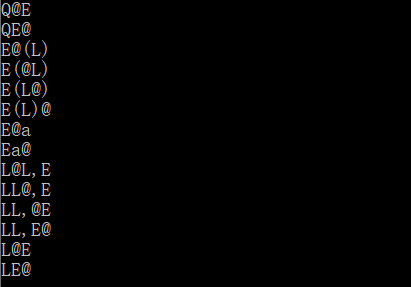 Q@E
QE@
E@(L)
E(@L)
E(L@)
E(L)@
E@a
Ea@
L@L,E
LL@,E
LL,@E
LL,E@
L@E
LE@